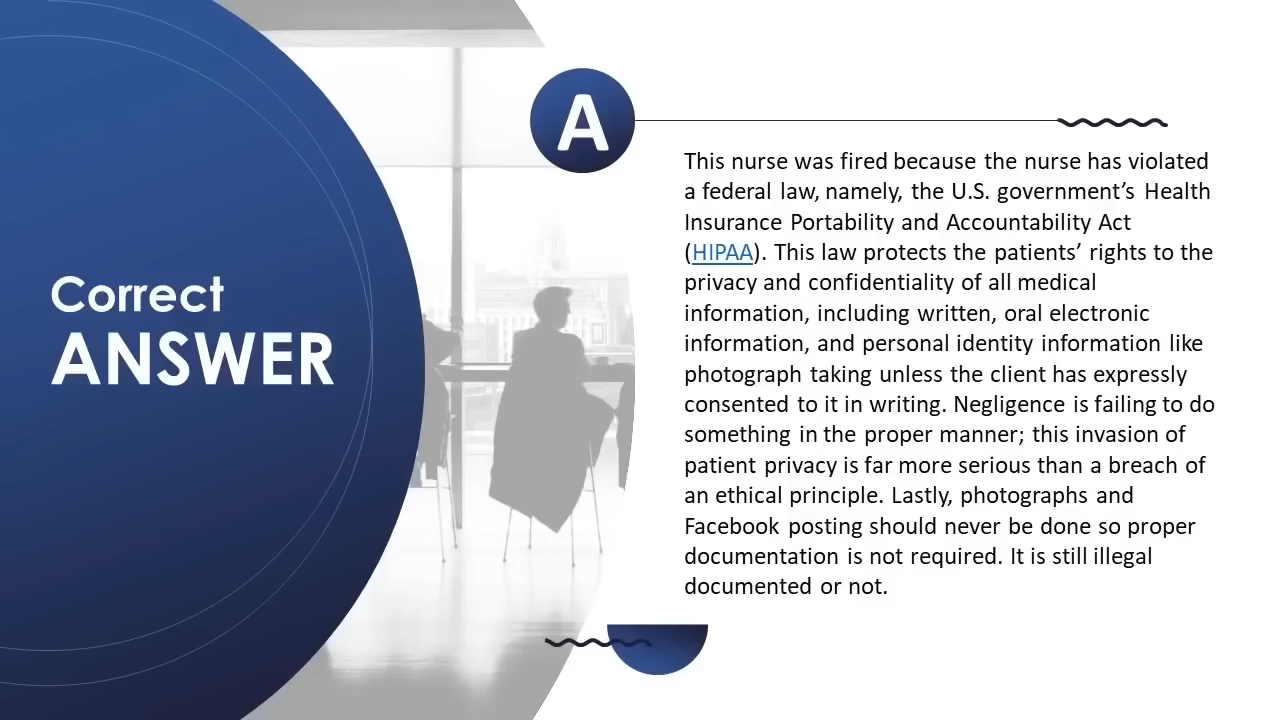 Correct
ANSWER
A
This nurse was fired because the nurse has violated
a federal law, namely, the U.S. government’s Health
Insurance Portability and Accountability Act
(HIPAA). This law protects the patients’ rights to the
privacy and confidentiality of all medical
information, including written, oral electronic
information, and personal identity information like
photograph taking unless the client has expressly
consented to it in writing. Negligence is failing to do
something in the proper manner; this invasion of
patient privacy is far more serious than a breach of
an ethical principle. Lastly, photographs and
Facebook posting should never be done so proper
documentation is not required. It is still illegal
documented or not.